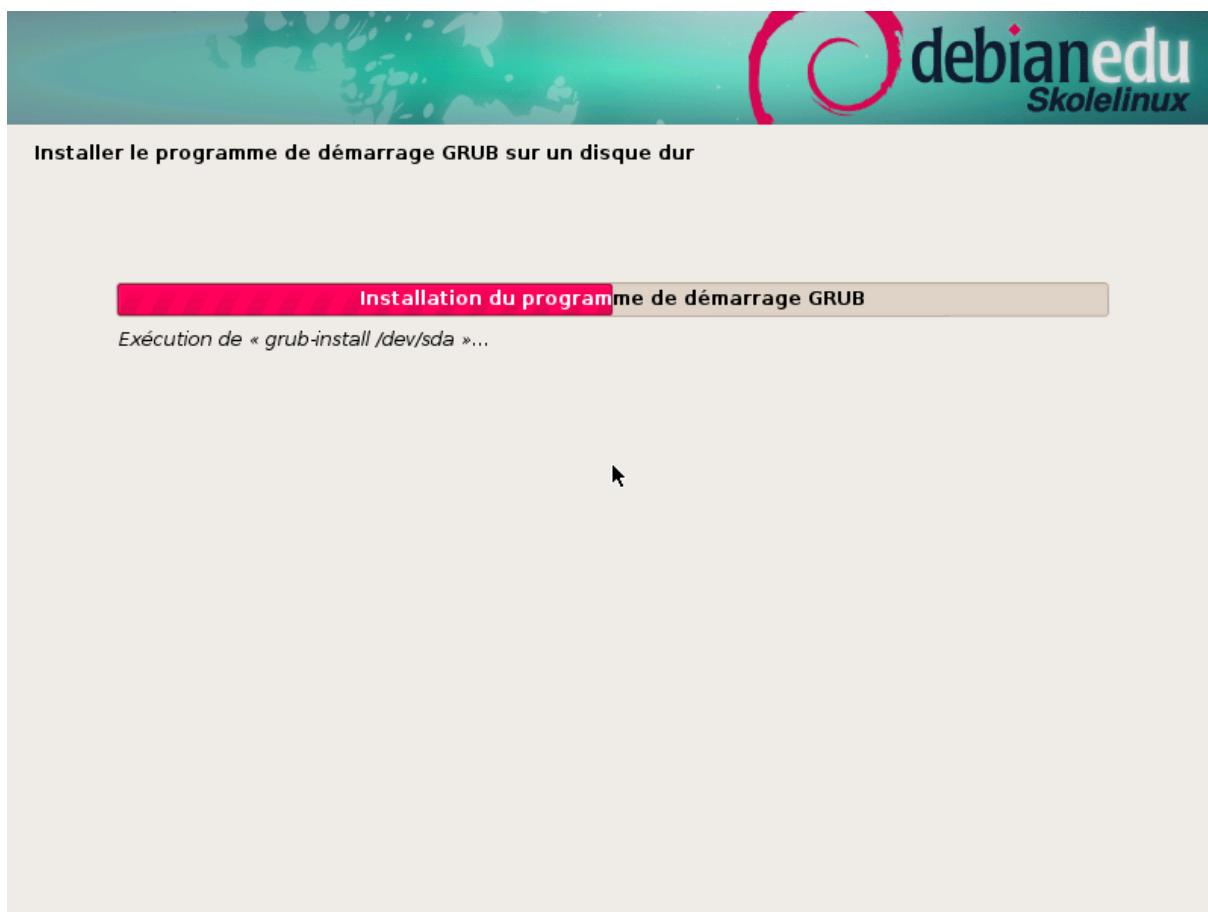 debianedu
Skolelinux
Installer le programme de démarrage GRUB sur un disque dur
Installation du programme de démarrage GRUB
Exécution de « grub-install /dev/sda »...